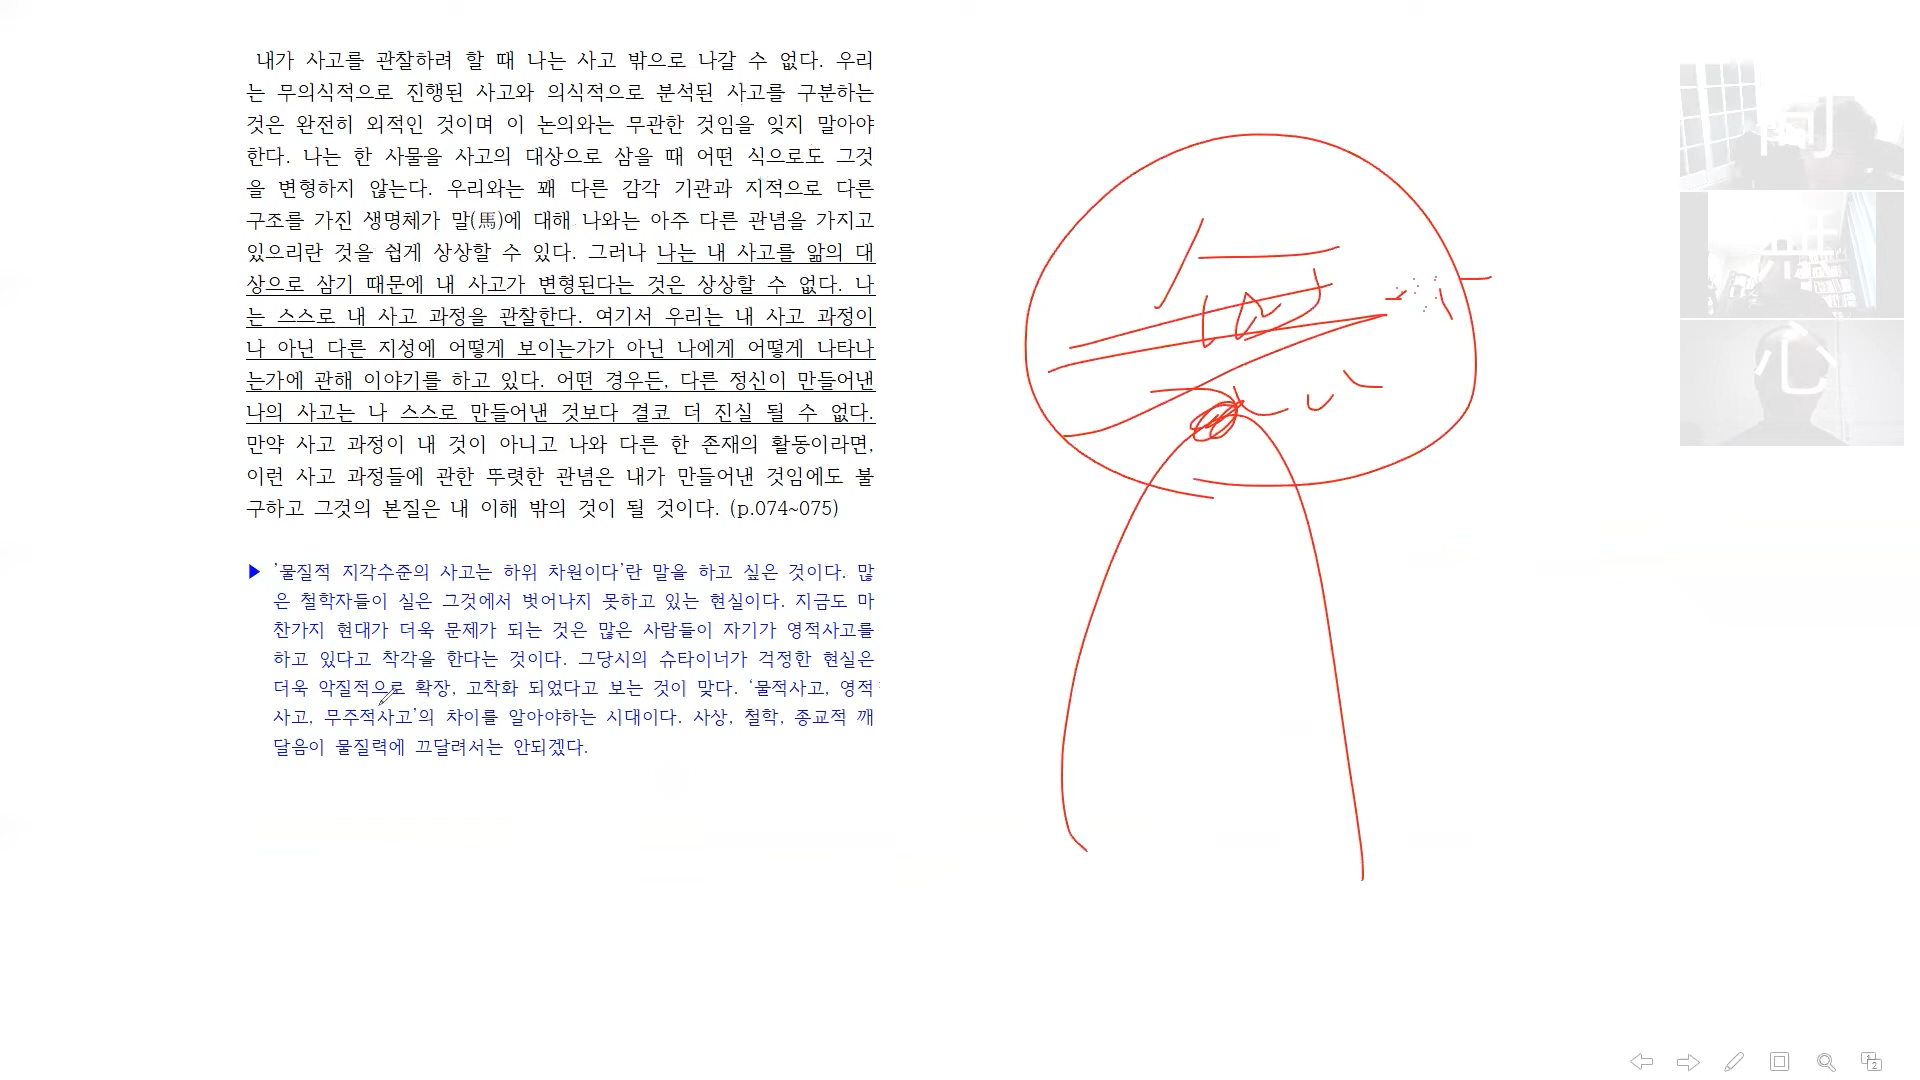 내가 사고를 관찰하려 할 때 나는 사고 밖으로 나갈 수 없다. 우리
는 무의식적으로 진행된 사고와 의식적으로 분석된 사고를 구분하는
것은 완전히 외적인 것이며 이 논의와는 무관한 것임을 잊지 말아야
한다. 나는 한 사물을 사고의 대상으로 삼을 때 어떤 식으로도 그것
을 변형하지 않는다. 우리와는 꽤 다른 감각 기관과 지적으로 다른
구조를 가진 생명체가 말(馬)에 대해 나와는 아주 다른 관념을 가지고
있으리란 것을 쉽게 상상할 수 있다. 그러나 나는 내 사고를 앎의 대
상으로 삼기 때문에 내 사고가 변형된다는 것은 상상할 수 없다. 나
는 스스로 내 사고 과정을 관찰한다. 여기서 우리는 내 사고 과정이
나 아닌 다른 지성에 어떻게 보이는가가 아닌 나에게 어떻게 나타나
는가에 관해 이야기를 하고 있다. 어떤 경우든, 다른 정신이 만들어낸
나의 사고는 나 스스로 만들어낸 것보다 결코 더 진실 될 수 없다.
만약 사고 과정이 내 것이 아니고 나와 다른 한 존재의 활동이라면,
이런 사고 과정들에 관한 뚜렷한 관념은 내가 만들어낸 것임에도 불
구하고 그것의 본질은 내 이해 밖의 것이 될 것이다. (p.074~075)
▶ '물질적 지각수준의 사고는 하위 차원이다'란 말을 하고 싶은 것이다. 많
은 철학자들이 실은 그것에서 벗어나지 못하고 있는 현실이다. 지금도 마
찬가지 현대가 더욱 문제가 되는 것은 많은 사람들이 자기가 영적사고를
하고 있다고 착각을 한다는 것이다. 그당시의 슈타이너가 걱정한 현실은
더욱 악질적으로 확장, 고착화 되었다고 보는 것이 맞다. '물적사고, 영적
사고, 우주적사고'의 차이를 알아야하는 시대이다. 사상, 철학, 종교적 깨
달음이 물질력에 끄달려서는 안되겠다.
心